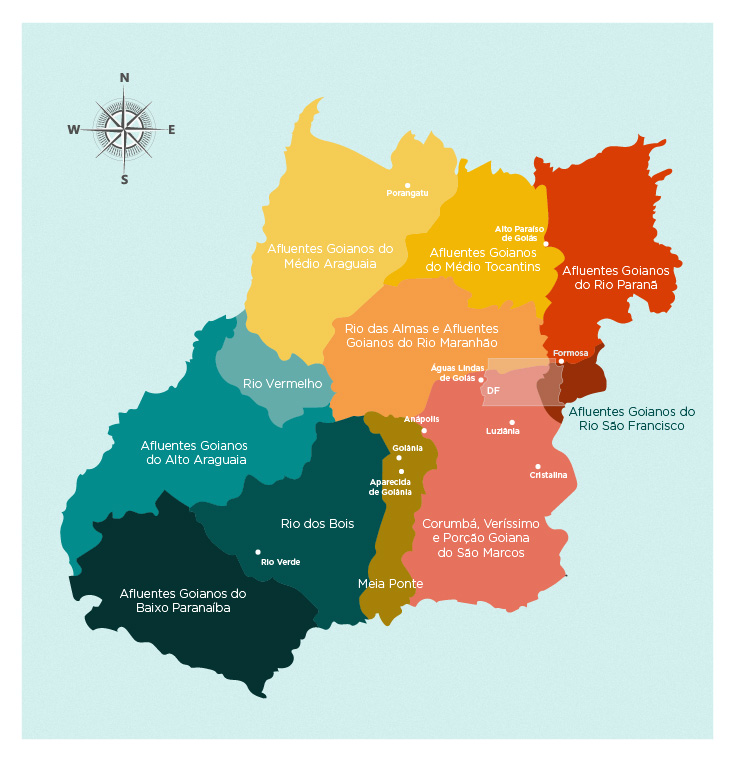 N
W
E
S
Porangatu
Alto Paraíso
de Goiás
Afluentes Goianos do
Médio Araguaia
Afluentes Goianos
do Médio Tocantins
Afluentes Goianos
do Rio Paranã
Rio das Almas e Afluentes
Goianos do Rio Maranhão
Formosa
Águas Lindas
de Goiás
DF
Rio Vermelho
Afluentes Goianos do
Rio São Francisco
Anápolis
Luziânia
Afluentes Goianos
do Alto Araguaia
Goiânia
Aparecida
de Goiânia
Cristalina
Rio dos Bois
Corumbá, Veríssimo
e Porção Goiana
do São Marcos
Rio Verde
Meia Ponte
Afluentes Goianos do
Baixo Paranaíba